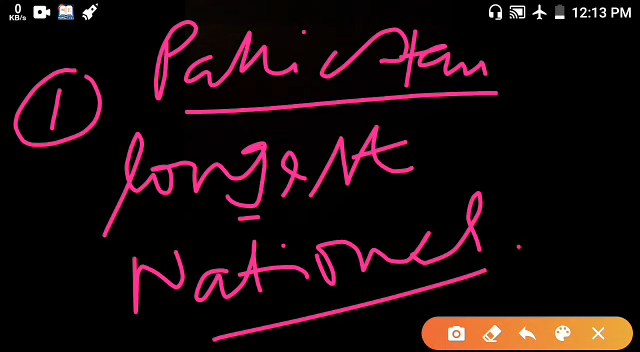 0
KB/s
12:13 PM
Pakistan
①
longest
National.